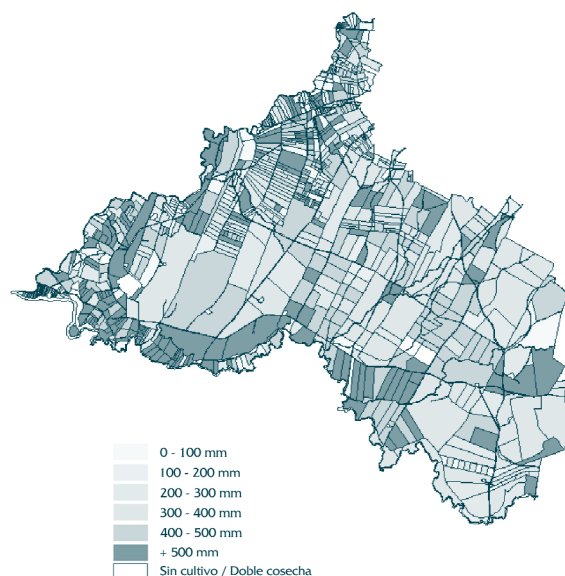 0 - 100 mm
100 - 200 mm
200 - 300 mm
300 - 400 mm
400 - 500 mm
+ 500 mm
Sin cultivo / Doble cosecha